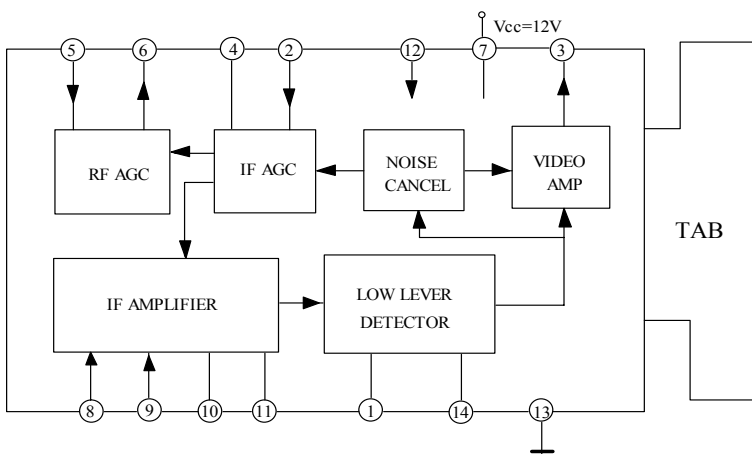 Vcc=12V
5 6 4 2 12 7 3
RF AGC
IF AGC
NOISE
CANCEL
VIDEO
AMP
TAB
IF AMPLIFIER
LOW LEVER
DETECTOR
8 9 10 11 1 14 13